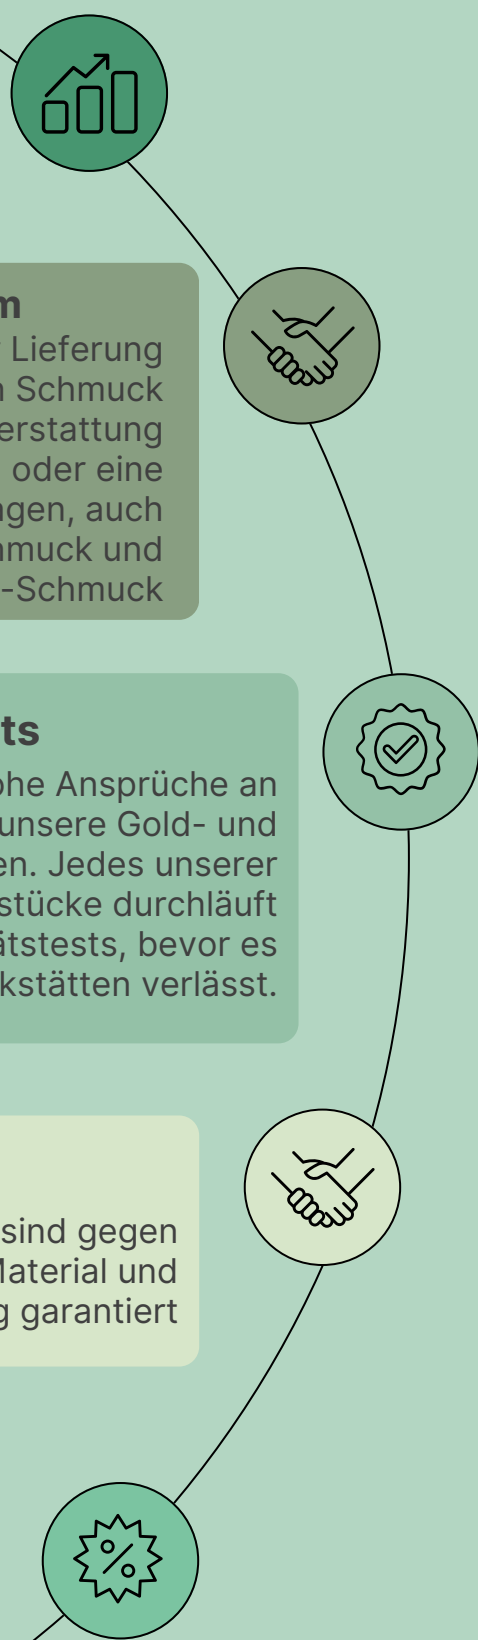 m
Lieferung
n Schmuck
erstattung
oder eine
ngen, auch
hmuck und
-Schmuck
ts
ohe Ansprüche an
unsere Gold- und
en. Jedes unserer
stücke durchläuft
ätstests, bevor es
kstätten verlässt.
sind gegen
Material und
g garantiert